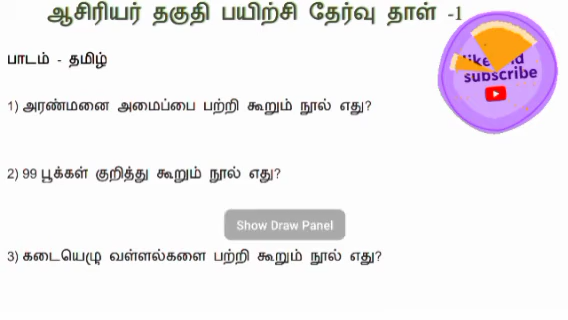 ஆசிரியர் தகுதி பயிற்சி தேர்வு தாள் -1
பாடம் - தமிழ்
subscribe
1) அரண்மனை அமைப்பை பற்றி கூறும் நூல் எது?
2) 99 பூக்கள் குறித்து கூறும் நூல் எது?
Show Draw Panel
3) கடையெழு வள்ளல்களை பற்றி கூறும் நூல் எது?